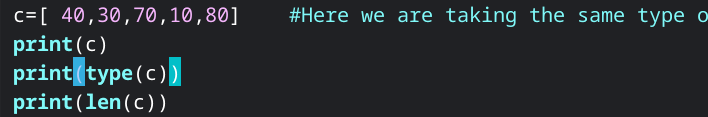 c=[ 40,30,70,10,80]    #Here we are taking the same type
print(c)
print(type(c))
print(len(c))